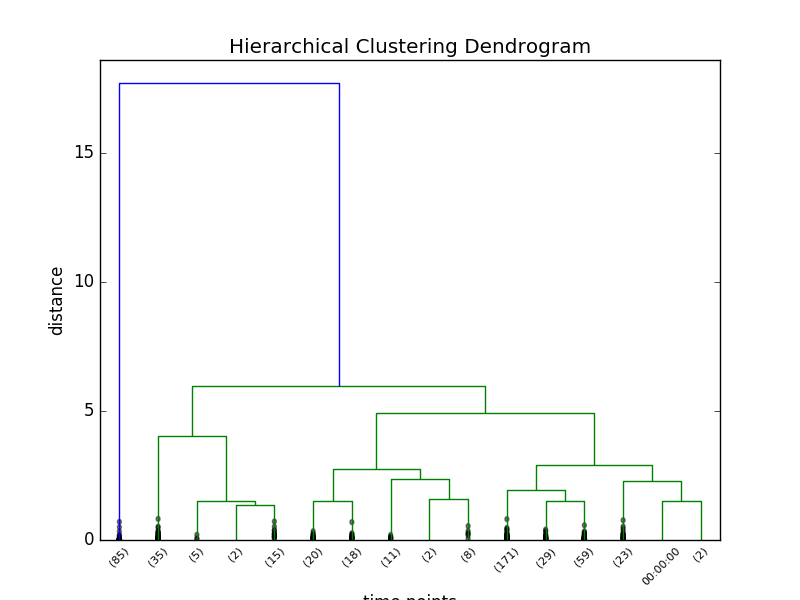 Hierarchical Clustering Dendrogram
15
10
5
0
distance
(85) (35) (5) (2) (15) (20) (18) (11) (2) (8) (171) (29) (59) (23) 00:00:00 (2)
time points